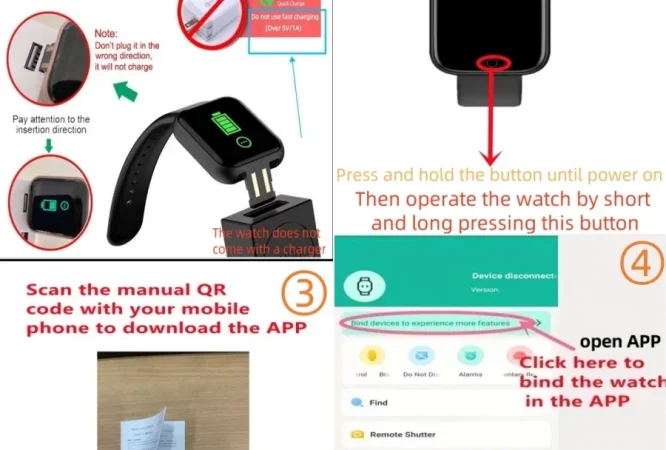 Quick Charge
Do not use fast charging
(Over 5V/1A)
Note:
Don't plug it in the
wrong direction,
it will not charge
Pay attention to the
insertion direction
The watch does not
come with a charger
Press and hold the button until power on
Then operate the watch by short
and long pressing this button
3
Scan the manual QR
code with your mobile
phone to download the APP
4
Device disconnect
Version:
Bind devices to experience more features
open APP
Click here to
bind the watch
in the APP
Do Not Di
Alarms
Find
Remote Shutter